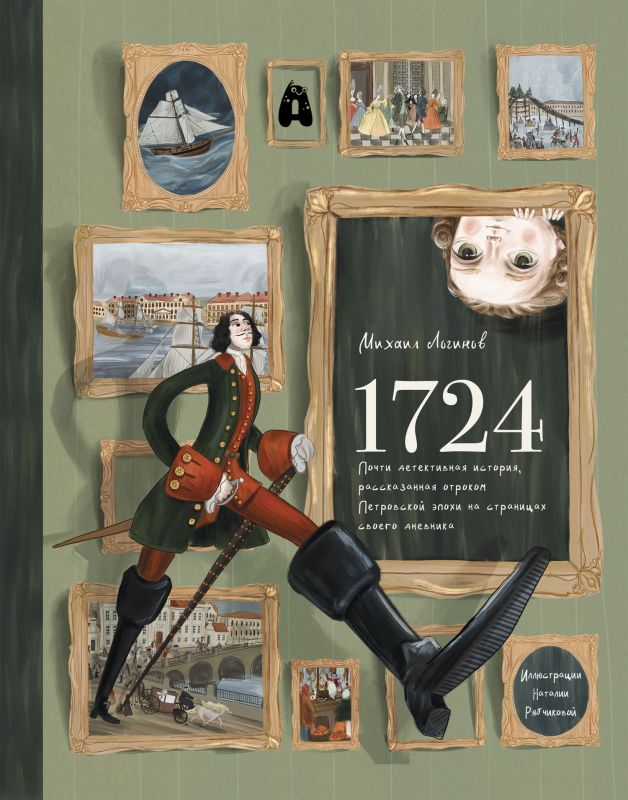 А
Михаил Логинов
1724
Почти детективная история,
рассказанная отроком
Петровской эпохи на страницах
своего дневника
Иллюстрации
Наталии
Рябчиковой